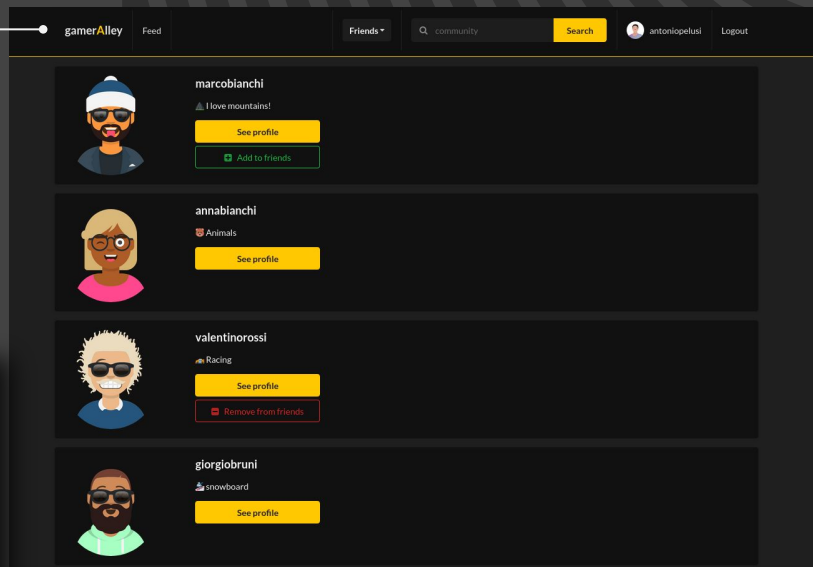 gamerAlley Feed Friends community Search antoniopelusi Logout
marcobianchi
I love mountains!
See profile
Add to friends
annabianchi
Animals
See profile
valentinorossi
Racing
See profile
Remove from friends
giorgiobruni
snowboard
See profile